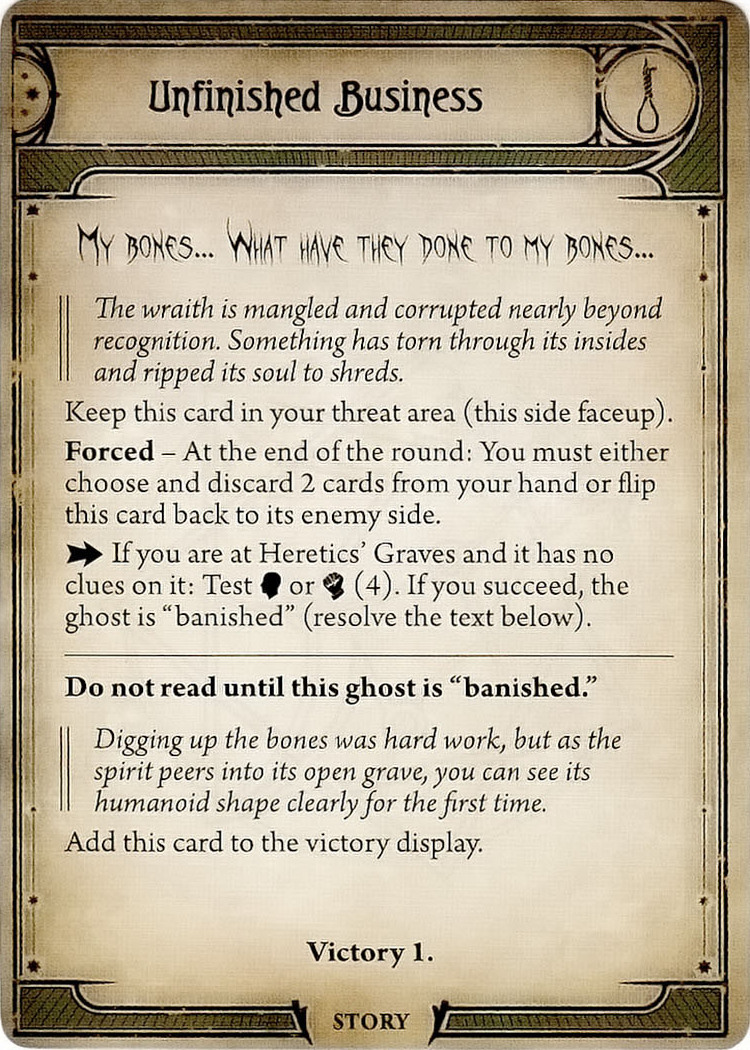 Unfinished Business
My bones... What have they done to my bones...
The wraith is mangled and corrupted nearly beyond
recognition. Something has torn through its insides
and ripped its soul to shreds.
Keep this card in your threat area (this side faceup).
Forced – At the end of the round: You must either
choose and discard 2 cards from your hand or flip
this card back to its enemy side.
If you are at Heretics’ Graves and it has no
clues on it: Test or (4). If you succeed, the
ghost is “banished” (resolve the text below).
Do not read until this ghost is “banished.”
Digging up the bones was hard work, but as the
spirit peers into its open grave, you can see its
humanoid shape clearly for the first time.
Add this card to the victory display.
Victory 1.
STORY